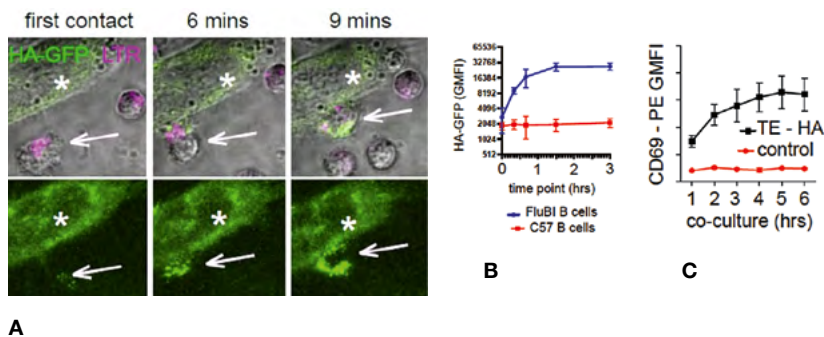 first contact
6 mins
9 mins
HA-GFP LTR
*
*
*
*
*
*
A
HA-GFP (GMFI)
65536
32768
16384
8192
4096
2048
1024
512
0
1
2
3
time point (hrs)
FluBI B cells
C57 B cells
B
CD69 - PE GMFI
TE - HA
control
1 2 3 4 5 6
co-culture (hrs)
C